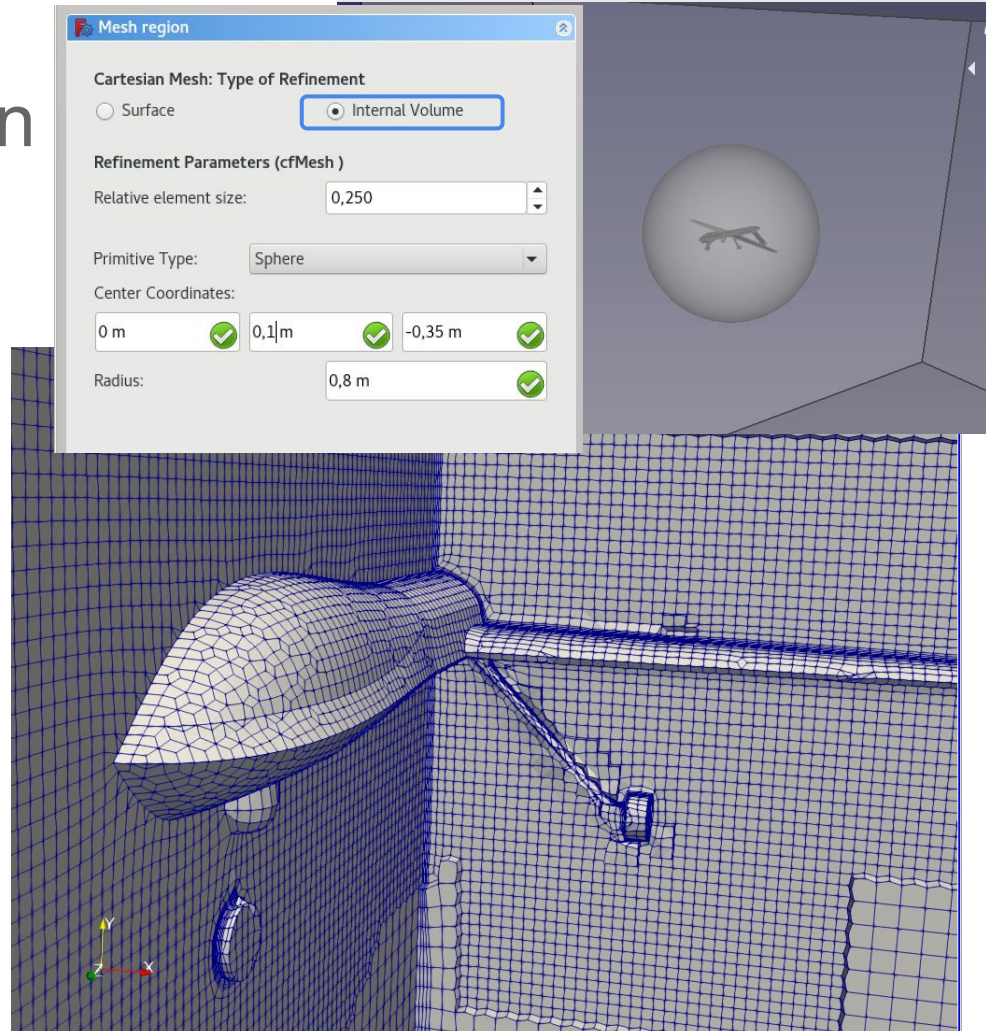 Mesh region
n
Cartesian Mesh: Type of Refinement
Surface Internal Volume
Refinement Parameters (cfMesh )
Relative element size: 0,250
Primitive Type: Sphere
Center Coordinates:
0 m 0,1 m -0,35 m
Radius: 0,8 m
Y
Z X